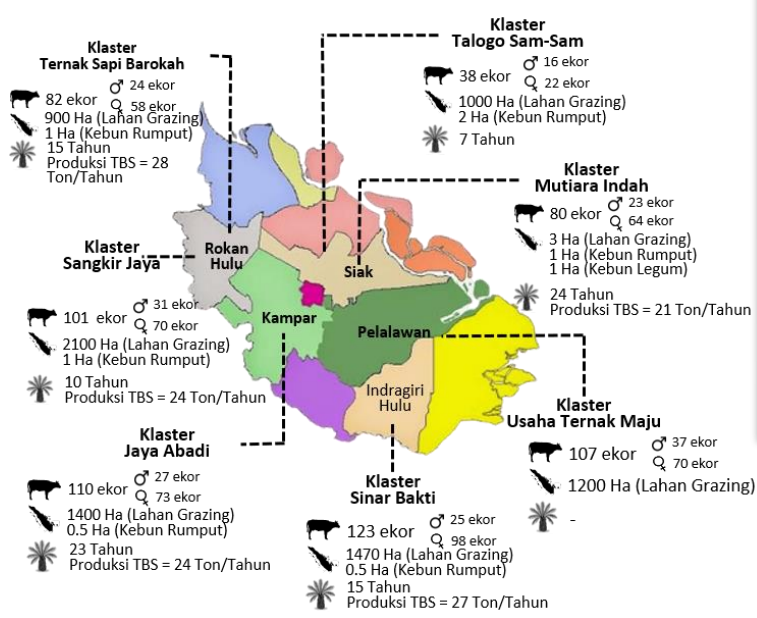 Klaster
Ternak Sapi Barokah
82 ekor
♂ 24 ekor
♀ 58 ekor
900 Ha (Lahan Grazing)
1 Ha (Kebun Rumput)
15 Tahun
Produksi TBS = 28
Ton/Tahun
Klaster
Talogo Sam-Sam
38 ekor
♂ 16 ekor
♀ 22 ekor
1000 Ha (Lahan Grazing)
2 Ha (Kebun Rumput)
7 Tahun
Klaster
Mutiara Indah
80 ekor
♂ 23 ekor
♀ 64 ekor
3 Ha (Lahan Grazing)
1 Ha (Kebun Rumput)
1 Ha (Kebun Legum)
24 Tahun
Produksi TBS = 21 Ton/Tahun
Klaster
Sangkir Jaya
101 ekor
♂ 31 ekor
♀ 70 ekor
2100 Ha (Lahan Grazing)
1 Ha (Kebun Rumput)
10 Tahun
Produksi TBS = 24 Ton/Tahun
Rokan
Hulu
Siak
Kampar
Pelalawan
Indragiri
Hulu
Klaster
Jaya Abadi
110 ekor
♂ 27 ekor
♀ 73 ekor
1400 Ha (Lahan Grazing)
0.5 Ha (Kebun Rumput)
23 Tahun
Produksi TBS = 24 Ton/Tahun
Klaster
Sinar Bakti
123 ekor
♂ 25 ekor
♀ 98 ekor
1470 Ha (Lahan Grazing)
0.5 Ha (Kebun Rumput)
15 Tahun
Produksi TBS = 27 Ton/Tahun
Klaster
Usaha Ternak Maju
107 ekor
♂ 37 ekor
♀ 70 ekor
1200 Ha (Lahan Grazing)
-